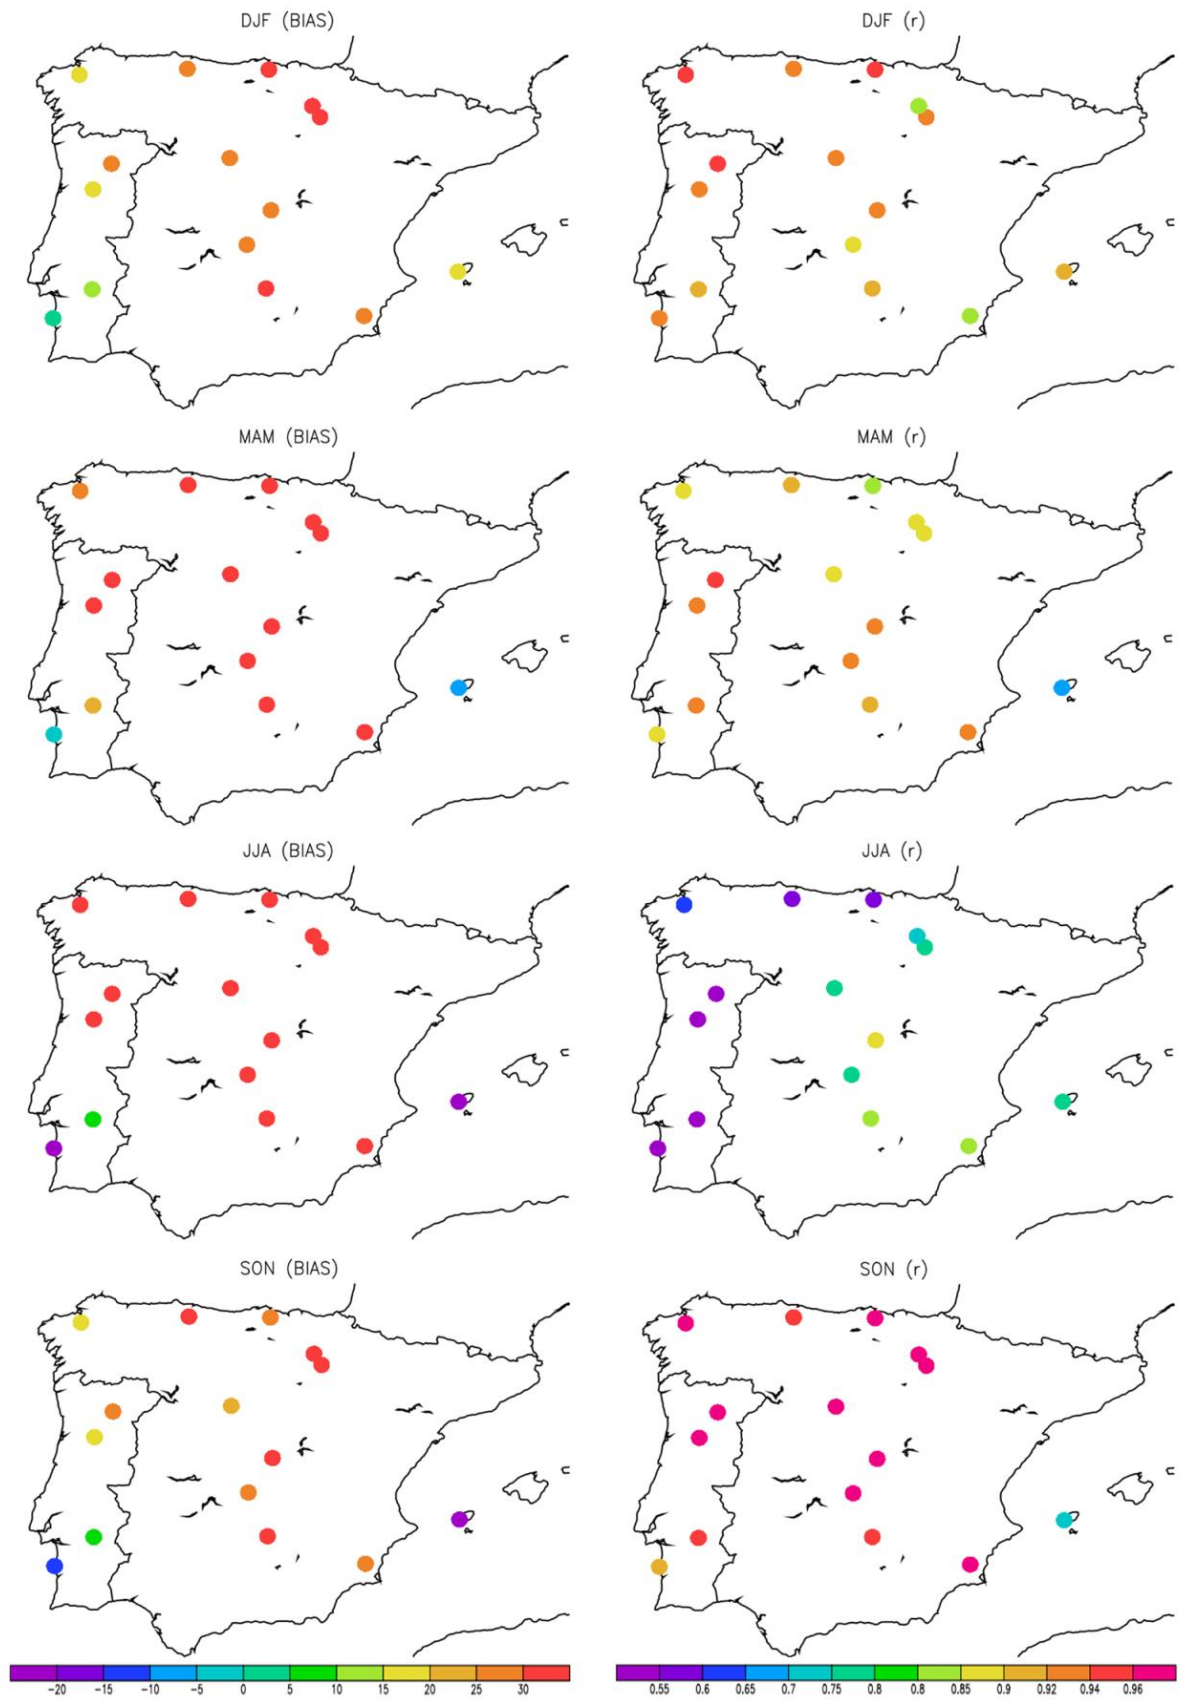 DJF (BIAS)
DJF (r)
MAM (BIAS)
MAM (r)
JJA (BIAS)
JJA (r)
SON (BIAS)
SON (r)
-20 -15 -10 -5 0 5 10 15 20 25 30
0.55 0.6 0.65 0.7 0.75 0.8 0.8 0.85 0.9 0.92 0.94 0.96